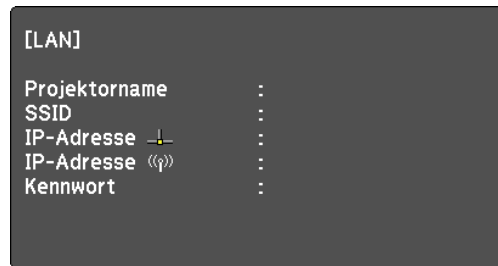 [LAN]
Projektorname :
SSID :
IP-Adresse :
IP-Adresse :
Kennwort :